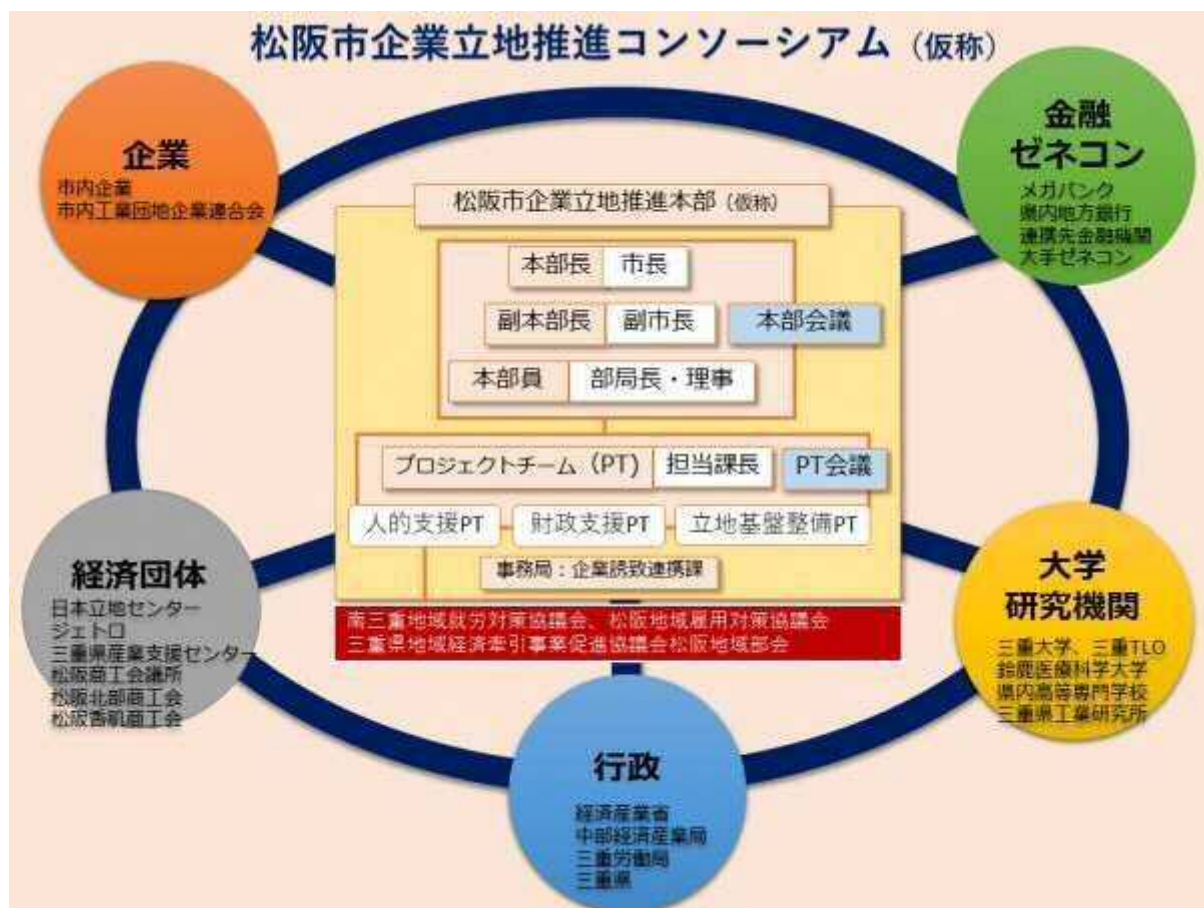 松阪市企業立地推進コンソーシアム（仮称）
企業
市内企業
市内工業団地企業連合会
金融
ゼネコン
メガバンク
県内地方銀行
連携先金融機関
大手ゼネコン
松阪市企業立地推進本部（仮称）
本部長 市長
副本部長 副市長 本部会議
本部員 部局長・理事
プロジェクトチーム（PT） 担当課長 PT会議
人的支援PT 財政支援PT 立地基盤整備PT
事務局：企業誘致連携課
南三重地域就労対策協議会、松阪地域雇用対策協議会
三重県地域経済牽引事業促進協議会松阪地域部会
経済団体
日本立地センター
ジェトロ
三重県産業支援センター
松阪商工会議所
松阪北部商工会
松阪香肌商工会
大学
研究機関
三重大学、三重TLO
鈴鹿医療科学大学
県内高等専門学校
三重県工業研究所
行政
経済産業省
中部経済産業局
三重労働局
三重県